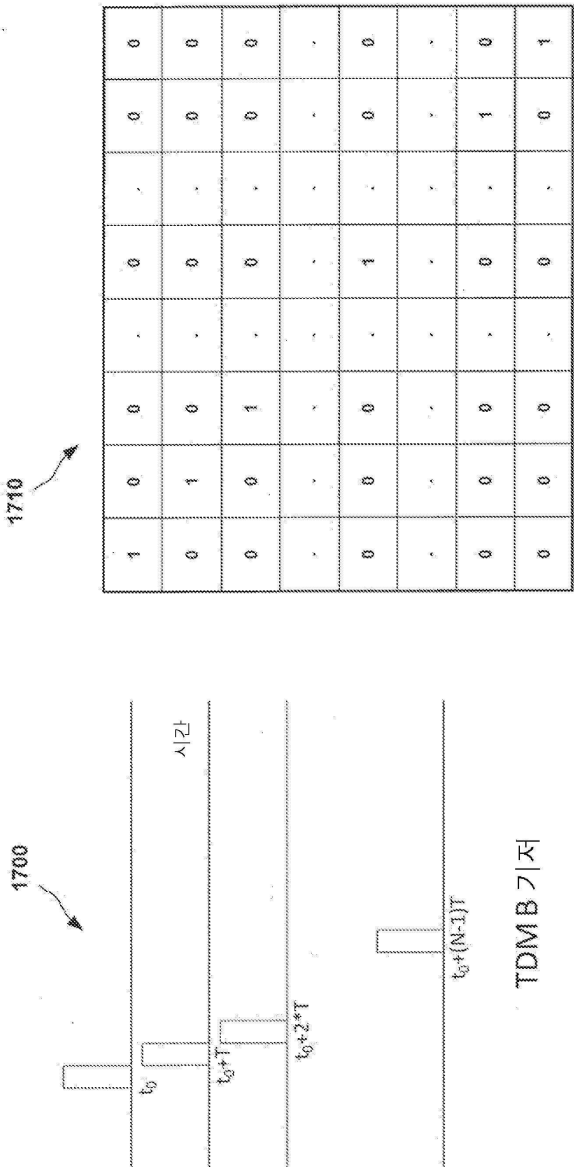 1700
t₀
시간
t₀+T
t₀+2*T
t₀+(N-1)T
TDM B 기저
1710
1 0 0 . 0 . 0 0
0 1 0 . 0 . 0 0
0 0 1 . 0 . 0 0
. . . . . . . .
0 0 0 . 1 . 0 0
. . . . . . . .
0 0 0 . 0 . 1 0
0 0 0 . 0 . 0 1